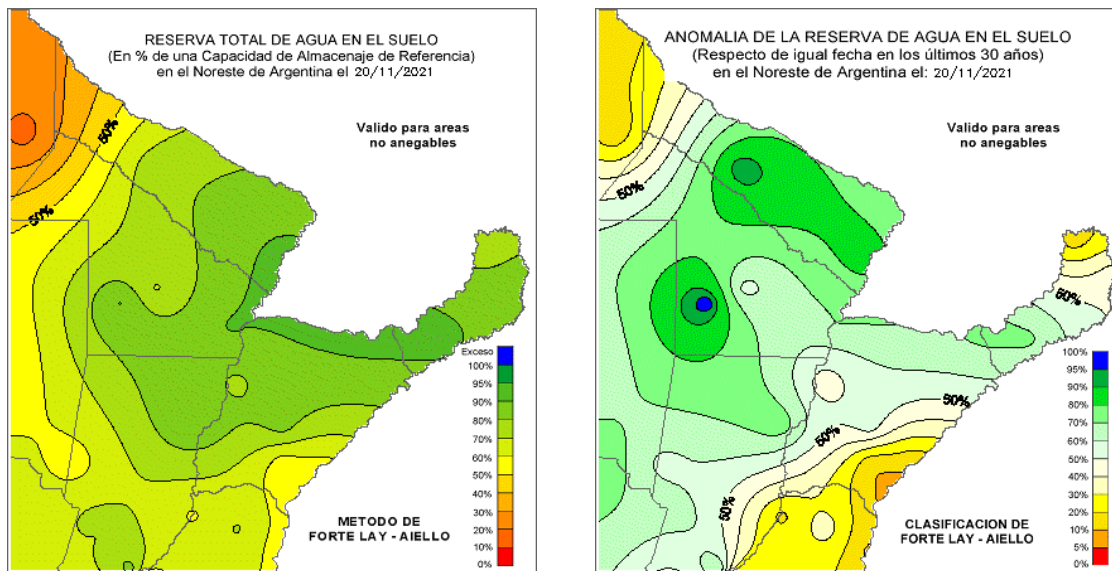 RESERVA TOTAL DE AGUA EN EL SUELO
(En % de una Capacidad de Almacenaje de Referencia)
en el Noreste de Argentina el 20/11/2021
Valido para areas
no anegables
50%
50%
Exceso
100%
95%
90%
80%
70%
60%
50%
40%
30%
20%
10%
0%
METODO DE
FORTE LAY - AIELLO
ANOMALIA DE LA RESERVA DE AGUA EN EL SUELO
(Respecto de igual fecha en los últimos 30 años)
en el Noreste de Argentina el: 20/11/2021
Valido para areas
no anegables
50%
50%
50%
50%
50%
100%
95%
90%
80%
70%
60%
50%
40%
30%
20%
10%
5%
0%
CLASIFICACION DE
FORTE LAY - AIELLO